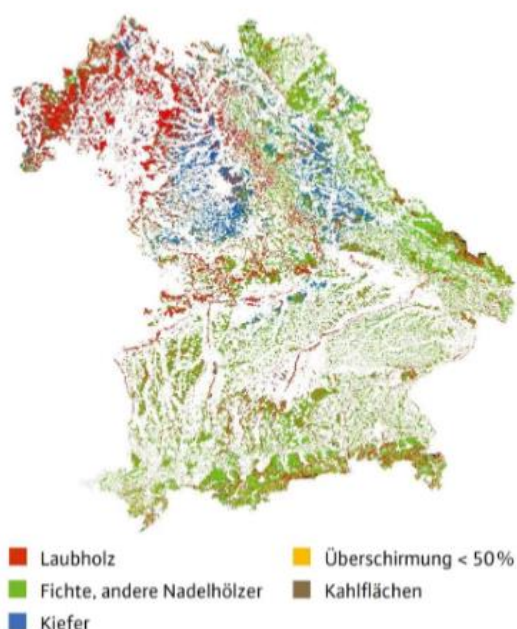 Laubholz
Fichte, andere Nadelhölzer
Kiefer
Überschirmung < 50%
Kahlflächen